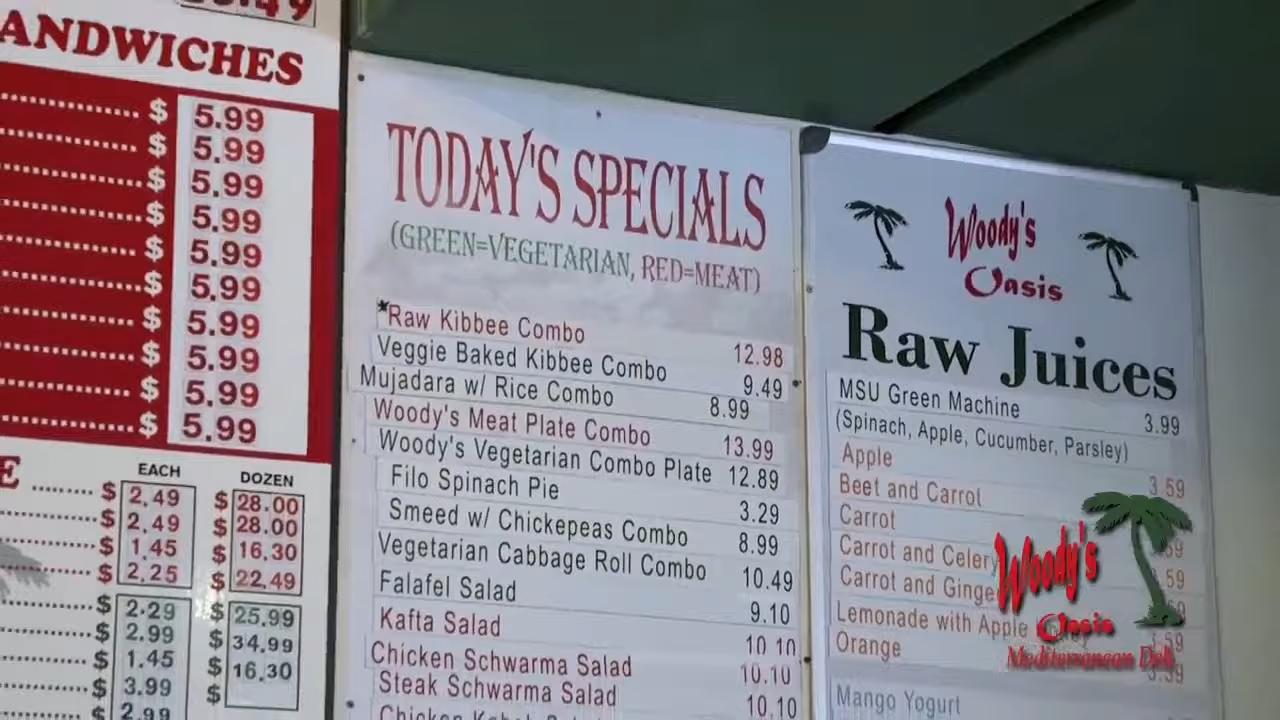 ANDWICHES
$ 5.99
$ 5.99
$ 5.99
$ 5.99
$ 5.99
$ 5.99
$ 5.99
$ 5.99
$ 5.99
$ 5.99
EACH DOZEN
E $ 2,49 $ 28.00
$ 2,49 $ 28.00
$ 1,45 $ 16.30
$ 2,25 $ 22.49
$ 2.29 $ 25.99
$ 2.99 $ 34.99
$ 1.45 $ 16.30
$ 3.99 $
$ 2.99
TODAY'S SPECIALS
(GREEN=VEGETARIAN, RED=MEAT)
*Raw Kibbee Combo 12.98
Veggie Baked Kibbee Combo 9.49
Mujadara w/ Rice Combo 8.99
Woody's Meat Plate Combo 13.99
Woody's Vegetarian Combo Plate 12.89
Filo Spinach Pie 3.29
Smeed w/ Chickepeas Combo 8.99
Vegetarian Cabbage Roll Combo 10.49
Falafel Salad 9.10
Kafta Salad 10.10
Chicken Schwarma Salad 10.10
Steak Schwarma Salad 10.10
Chicken Kabob
Woody's
Oasis
Raw Juices
MSU Green Machine 3.99
(Spinach, Apple, Cucumber, Parsley)
Apple 3.59
Beet and Carrot
Carrot
Carrot and Celery
Carrot and Ginge
Lemonade with Apple
Orange
Mango Yogurt
Woody's
Oasis
Mediterranean Deli